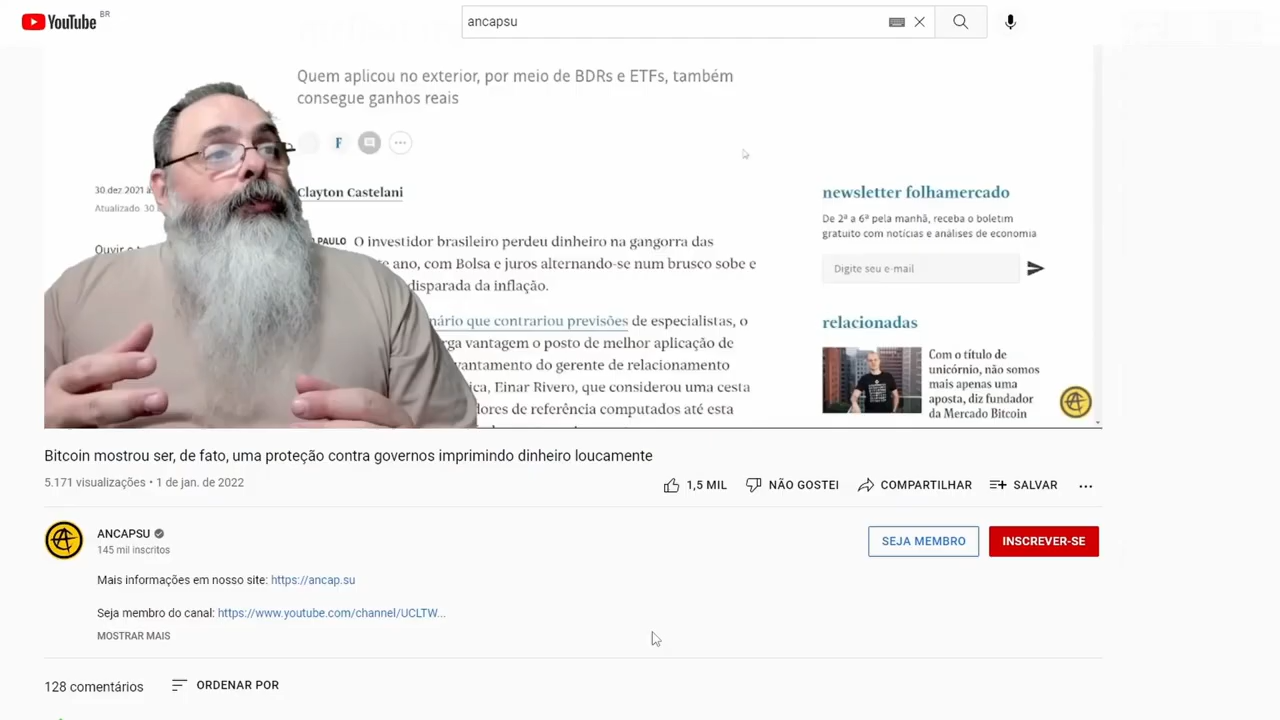 YouTube BR
ancapsu
Quem aplicou no exterior, por meio de BDRs e ETFs, também
consegue ganhos reais
F
30 dez 2021 à
Clayton Castelani
Atualizado 30
newsletter folhamercado
De 2ª a 6ª pela manhã, receba o boletim
gratuito com notícias e análises de economia
Digite seu e-mail
PAULO O investidor brasileiro perdeu dinheiro na gangorra das
ano, com Bolsa e juros alternando-se num brusco sobe e
disparada da inflação.
nário que contrariou previsões de especialistas, o
rga vantagem o posto de melhor aplicação de
vantamento do gerente de relacionamento
ica, Einar Rivero, que considerou uma cesta
dores de referência computados até esta
relacionadas
Com o título de
unicórnio, não somos
mais apenas uma
aposta, diz fundador
da Mercado Bitcoin
Bitcoin mostrou ser, de fato, uma proteção contra governos imprimindo dinheiro loucamente
5.171 visualizações • 1 de jan. de 2022
1,5 MIL NÃO GOSTEI COMPARTILHAR SALVAR ...
ANCAPSU
145 mil inscritos
SEJA MEMBRO INSCREVER-SE
Mais informações em nosso site: https://ancap.su
Seja membro do canal: https://www.youtube.com/channel/UCLTW...
MOSTRAR MAIS
128 comentários ORDENAR POR